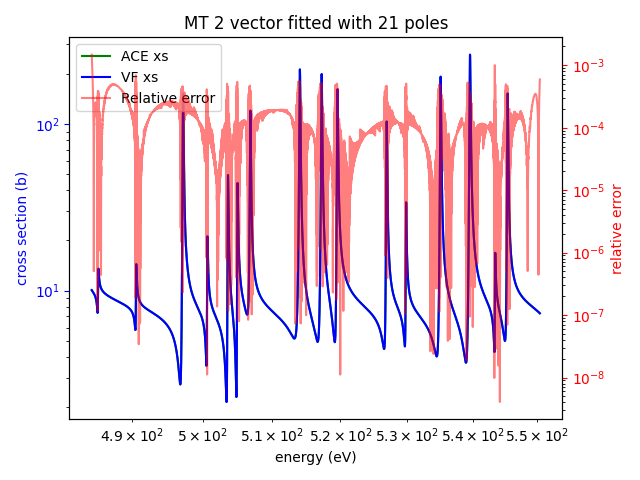 MT 2 vector fitted with 21 poles
ACE xs
VF xs
Relative error
cross section (b)
10²
10¹
relative error
10⁻³
10⁻⁴
10⁻⁵
10⁻⁶
10⁻⁷
10⁻⁸
4.9 × 10² 5 × 10² 5.1 × 10² 5.2 × 10² 5.3 × 10² 5.4 × 10² 5.5 × 10²
energy (eV)